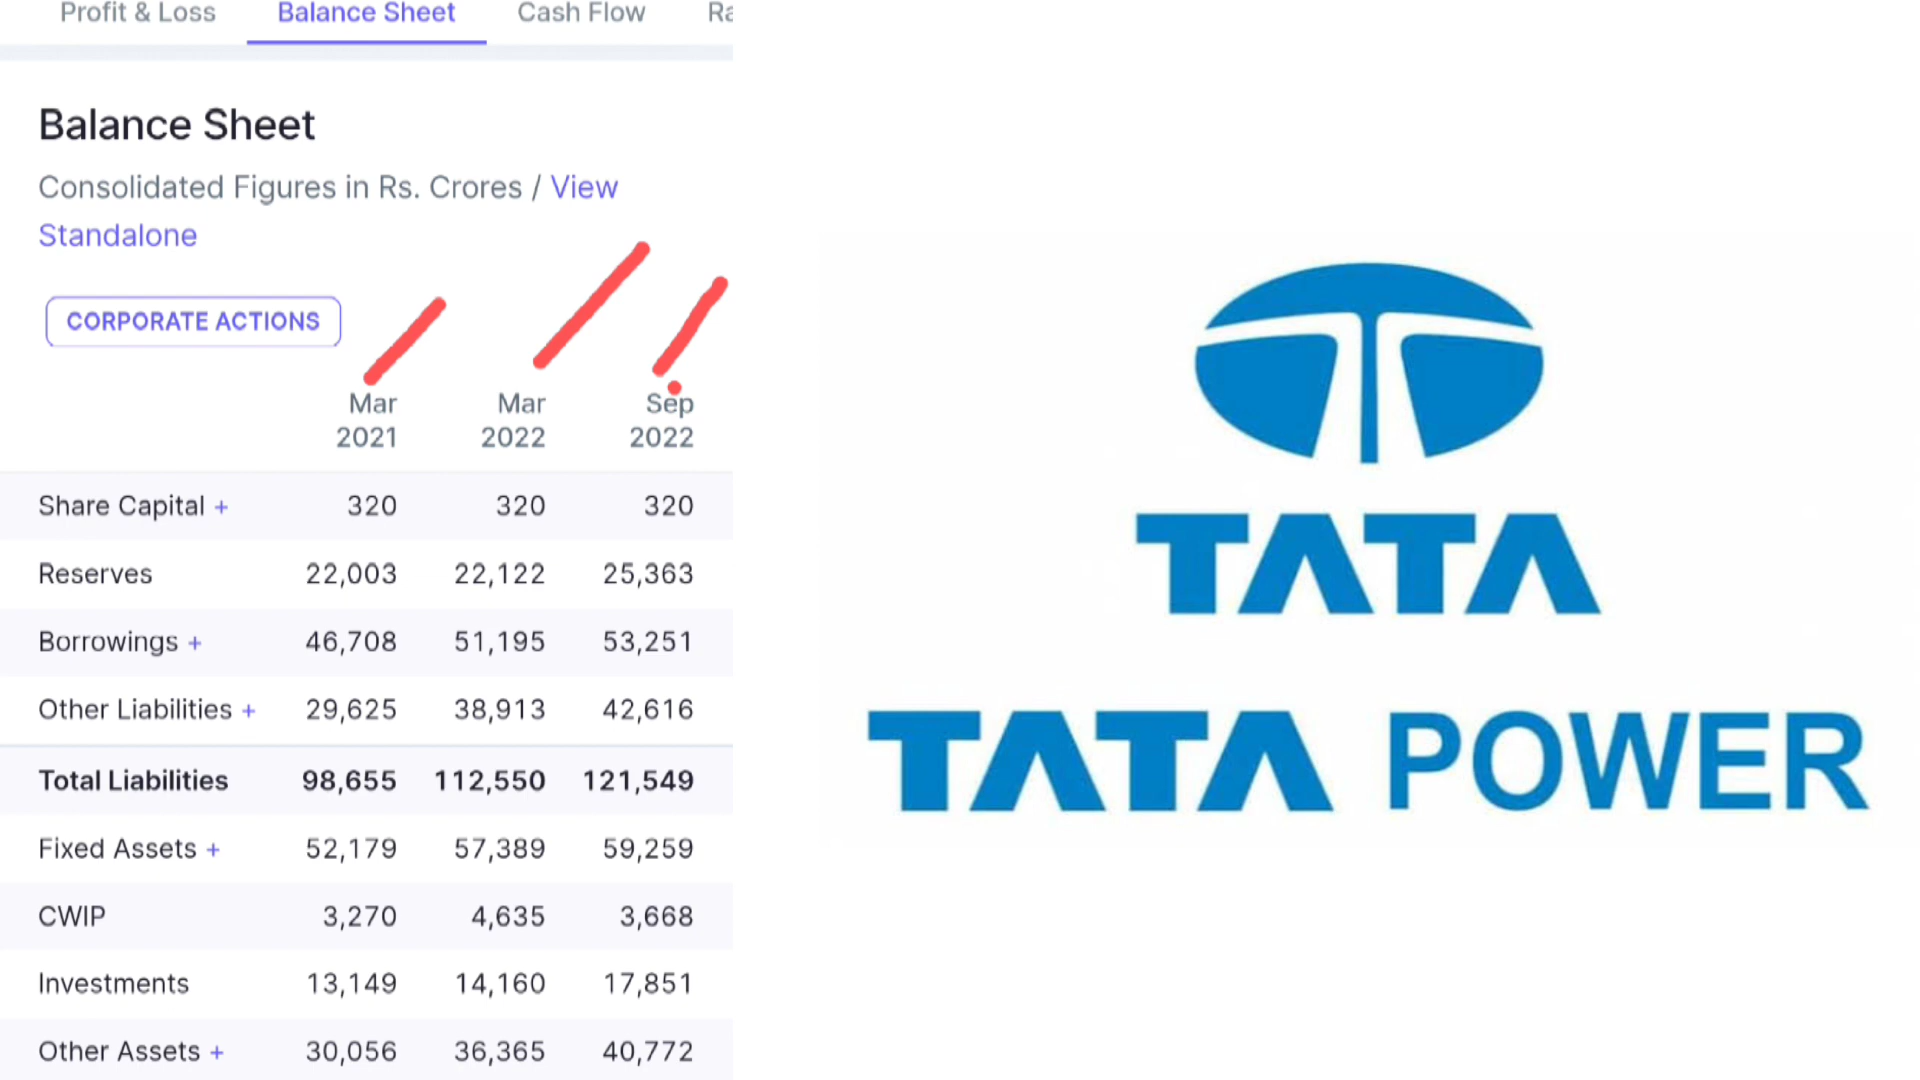 Profit & Loss Balance Sheet Cash Flow Ra
Balance Sheet
Consolidated Figures in Rs. Crores / View
Standalone
CORPORATE ACTIONS
Mar Mar Sep
2021 2022 2022
Share Capital + 320 320 320
Reserves 22,003 22,122 25,363
Borrowings + 46,708 51,195 53,251
Other Liabilities + 29,625 38,913 42,616
Total Liabilities 98,655 112,550 121,549
Fixed Assets + 52,179 57,389 59,259
CWIP 3,270 4,635 3,668
Investments 13,149 14,160 17,851
Other Assets + 30,056 36,365 40,772
TATA
TATA POWER